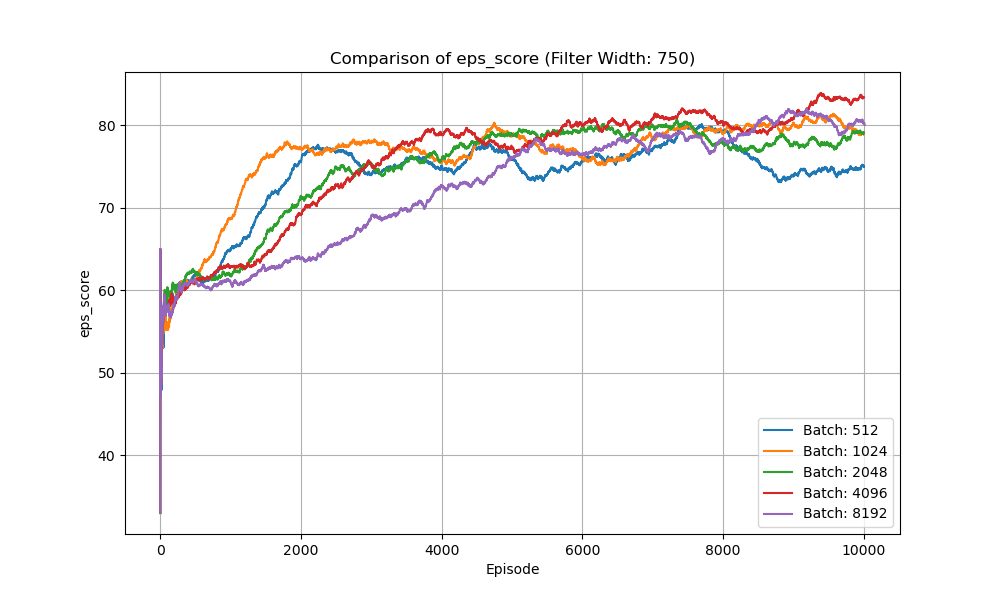 Comparison of eps_score (Filter Width: 750)
eps_score
80
70
60
50
40
Batch: 512
Batch: 1024
Batch: 2048
Batch: 4096
Batch: 8192
0 2000 4000 6000 8000 10000
Episode